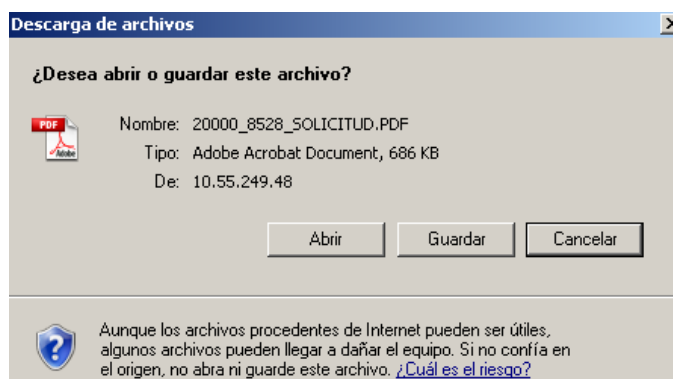 Descarga de archivos
¿Desea abrir o guardar este archivo?
PDF
Adobe
Nombre: 20000_8528_SOLICITUD.PDF
Tipo: Adobe Acrobat Document, 686 KB
De: 10.55.249.48
Abrir Guardar Cancelar
Aunque los archivos procedentes de Internet pueden ser útiles,
algunos archivos pueden llegar a dañar el equipo. Si no confía en
el origen, no abra ni guarde este archivo. ¿Cuál es el riesgo?